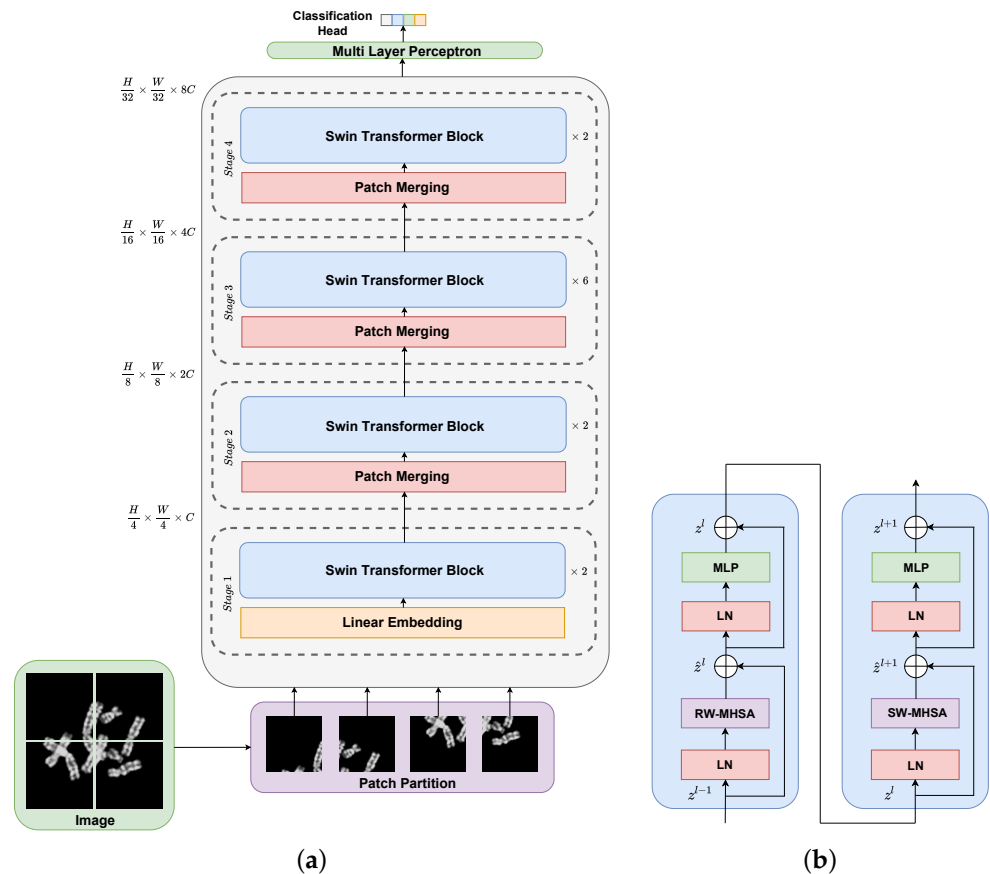 Classification
Head
Multi Layer Perceptron
H/32 × W/32 × 8C
Stage 4
Swin Transformer Block
× 2
Patch Merging
H/16 × W/16 × 4C
Stage 3
Swin Transformer Block
× 6
Patch Merging
H/8 × W/8 × 2C
Stage 2
Swin Transformer Block
× 2
Patch Merging
H/4 × W/4 × C
Stage 1
Swin Transformer Block
× 2
Linear Embedding
Image
Patch Partition
(a)
z^l
MLP
LN
ẑ^l
RW-MHSA
LN
z^{l−1}
z^{l+1}
MLP
LN
ẑ^{l+1}
SW-MHSA
LN
z^l
(b)